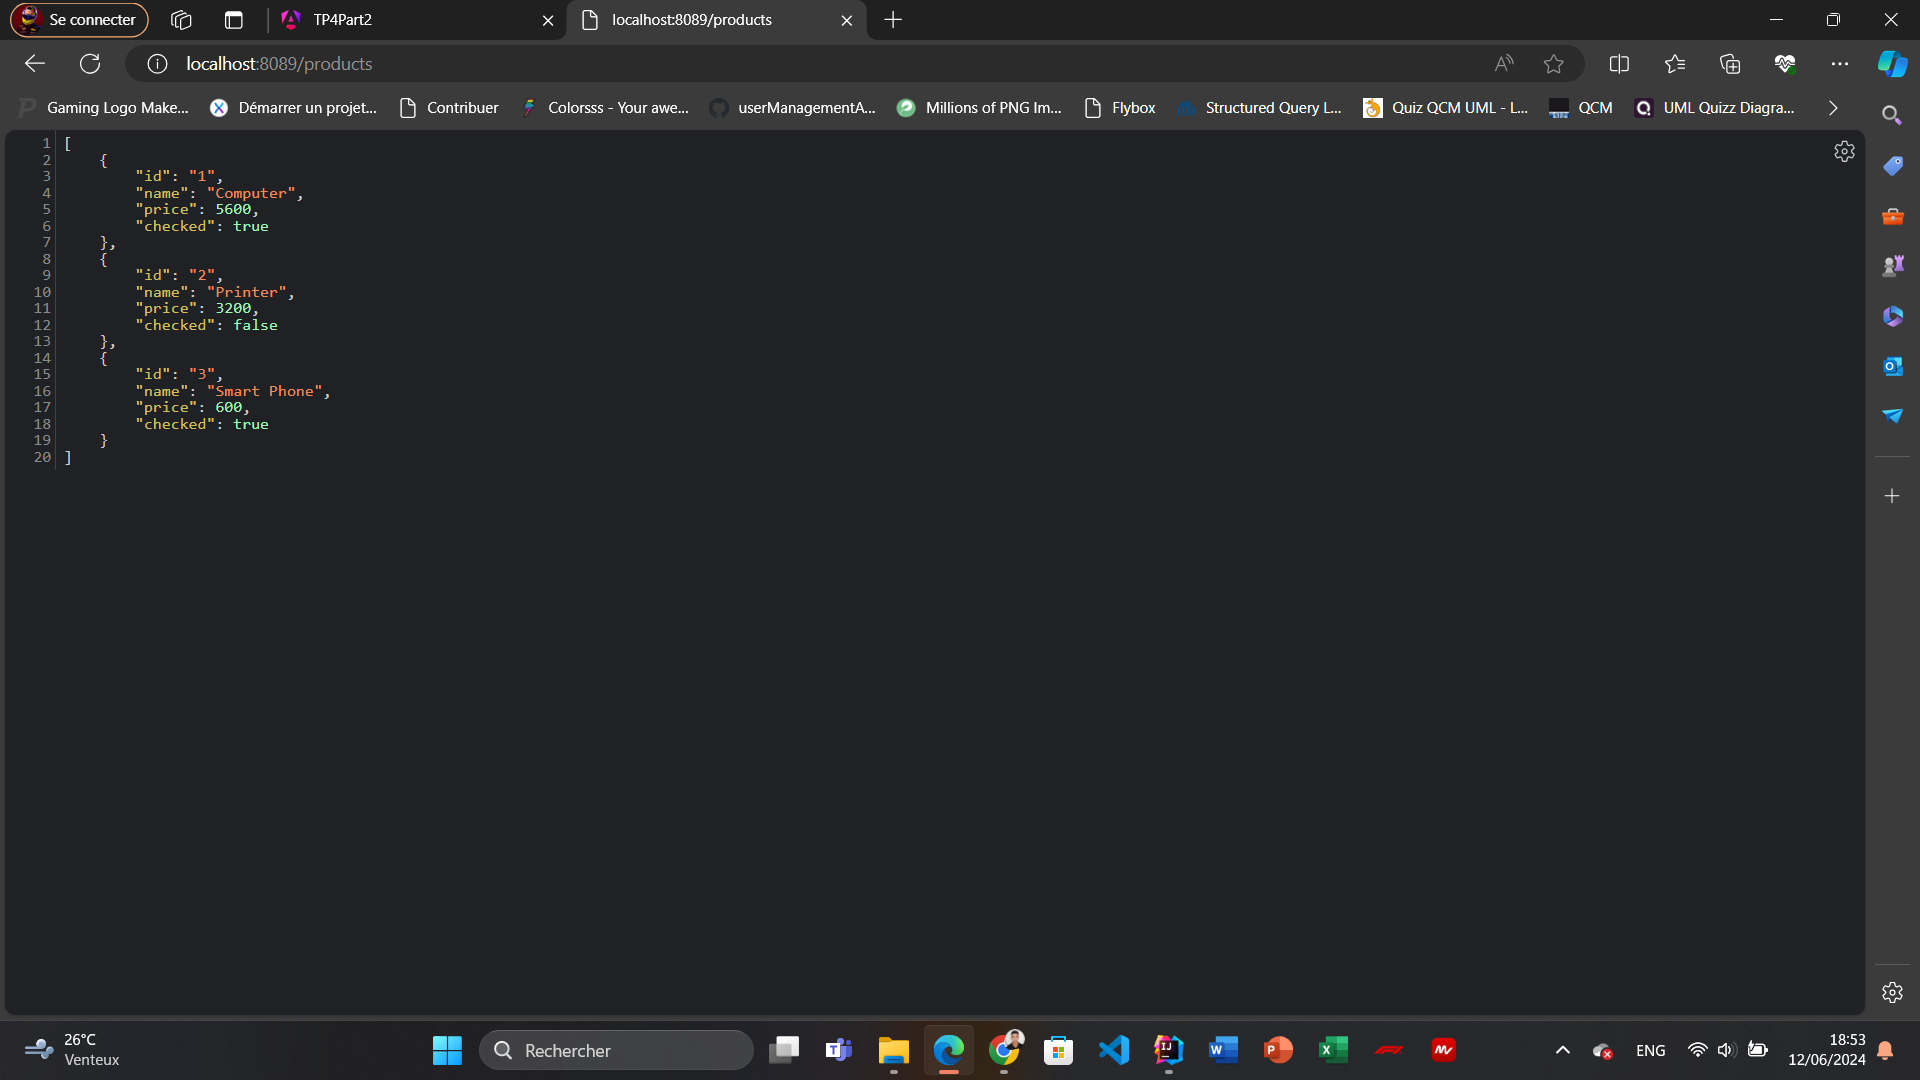 Se connecter
TP4Part2
localhost:8089/products
localhost:8089/products
Gaming Logo Make...
Démarrer un projet...
Contribuer
Colorsss - Your awe...
userManagementA...
Millions of PNG Im...
Flybox
Structured Query L...
Quiz QCM UML - L...
QCM
UML Quizz Diagra...
1 [
2 {
3 "id": "1",
4 "name": "Computer",
5 "price": 5600,
6 "checked": true
7 },
8 {
9 "id": "2",
10 "name": "Printer",
11 "price": 3200,
12 "checked": false
13 },
14 {
15 "id": "3",
16 "name": "Smart Phone",
17 "price": 600,
18 "checked": true
19 }
20 ]
26°C
Venteux
Rechercher
ENG
18:53
12/06/2024